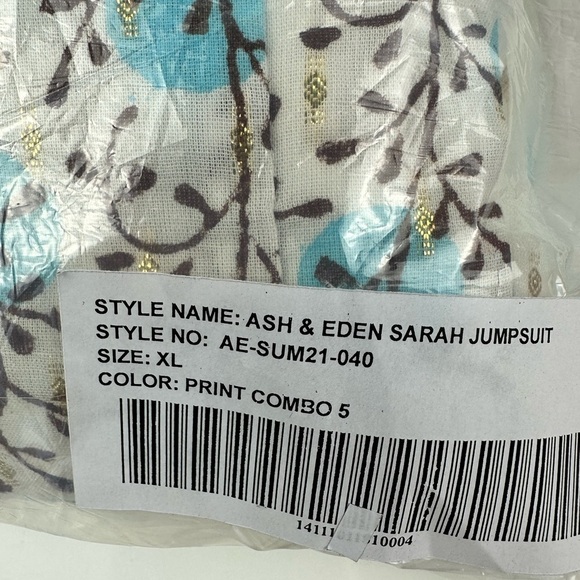 STYLE NAME: ASH & EDEN SARAH JUMPSUIT
STYLE NO: AE-SUM21-040
SIZE: XL
COLOR: PRINT COMBO 5